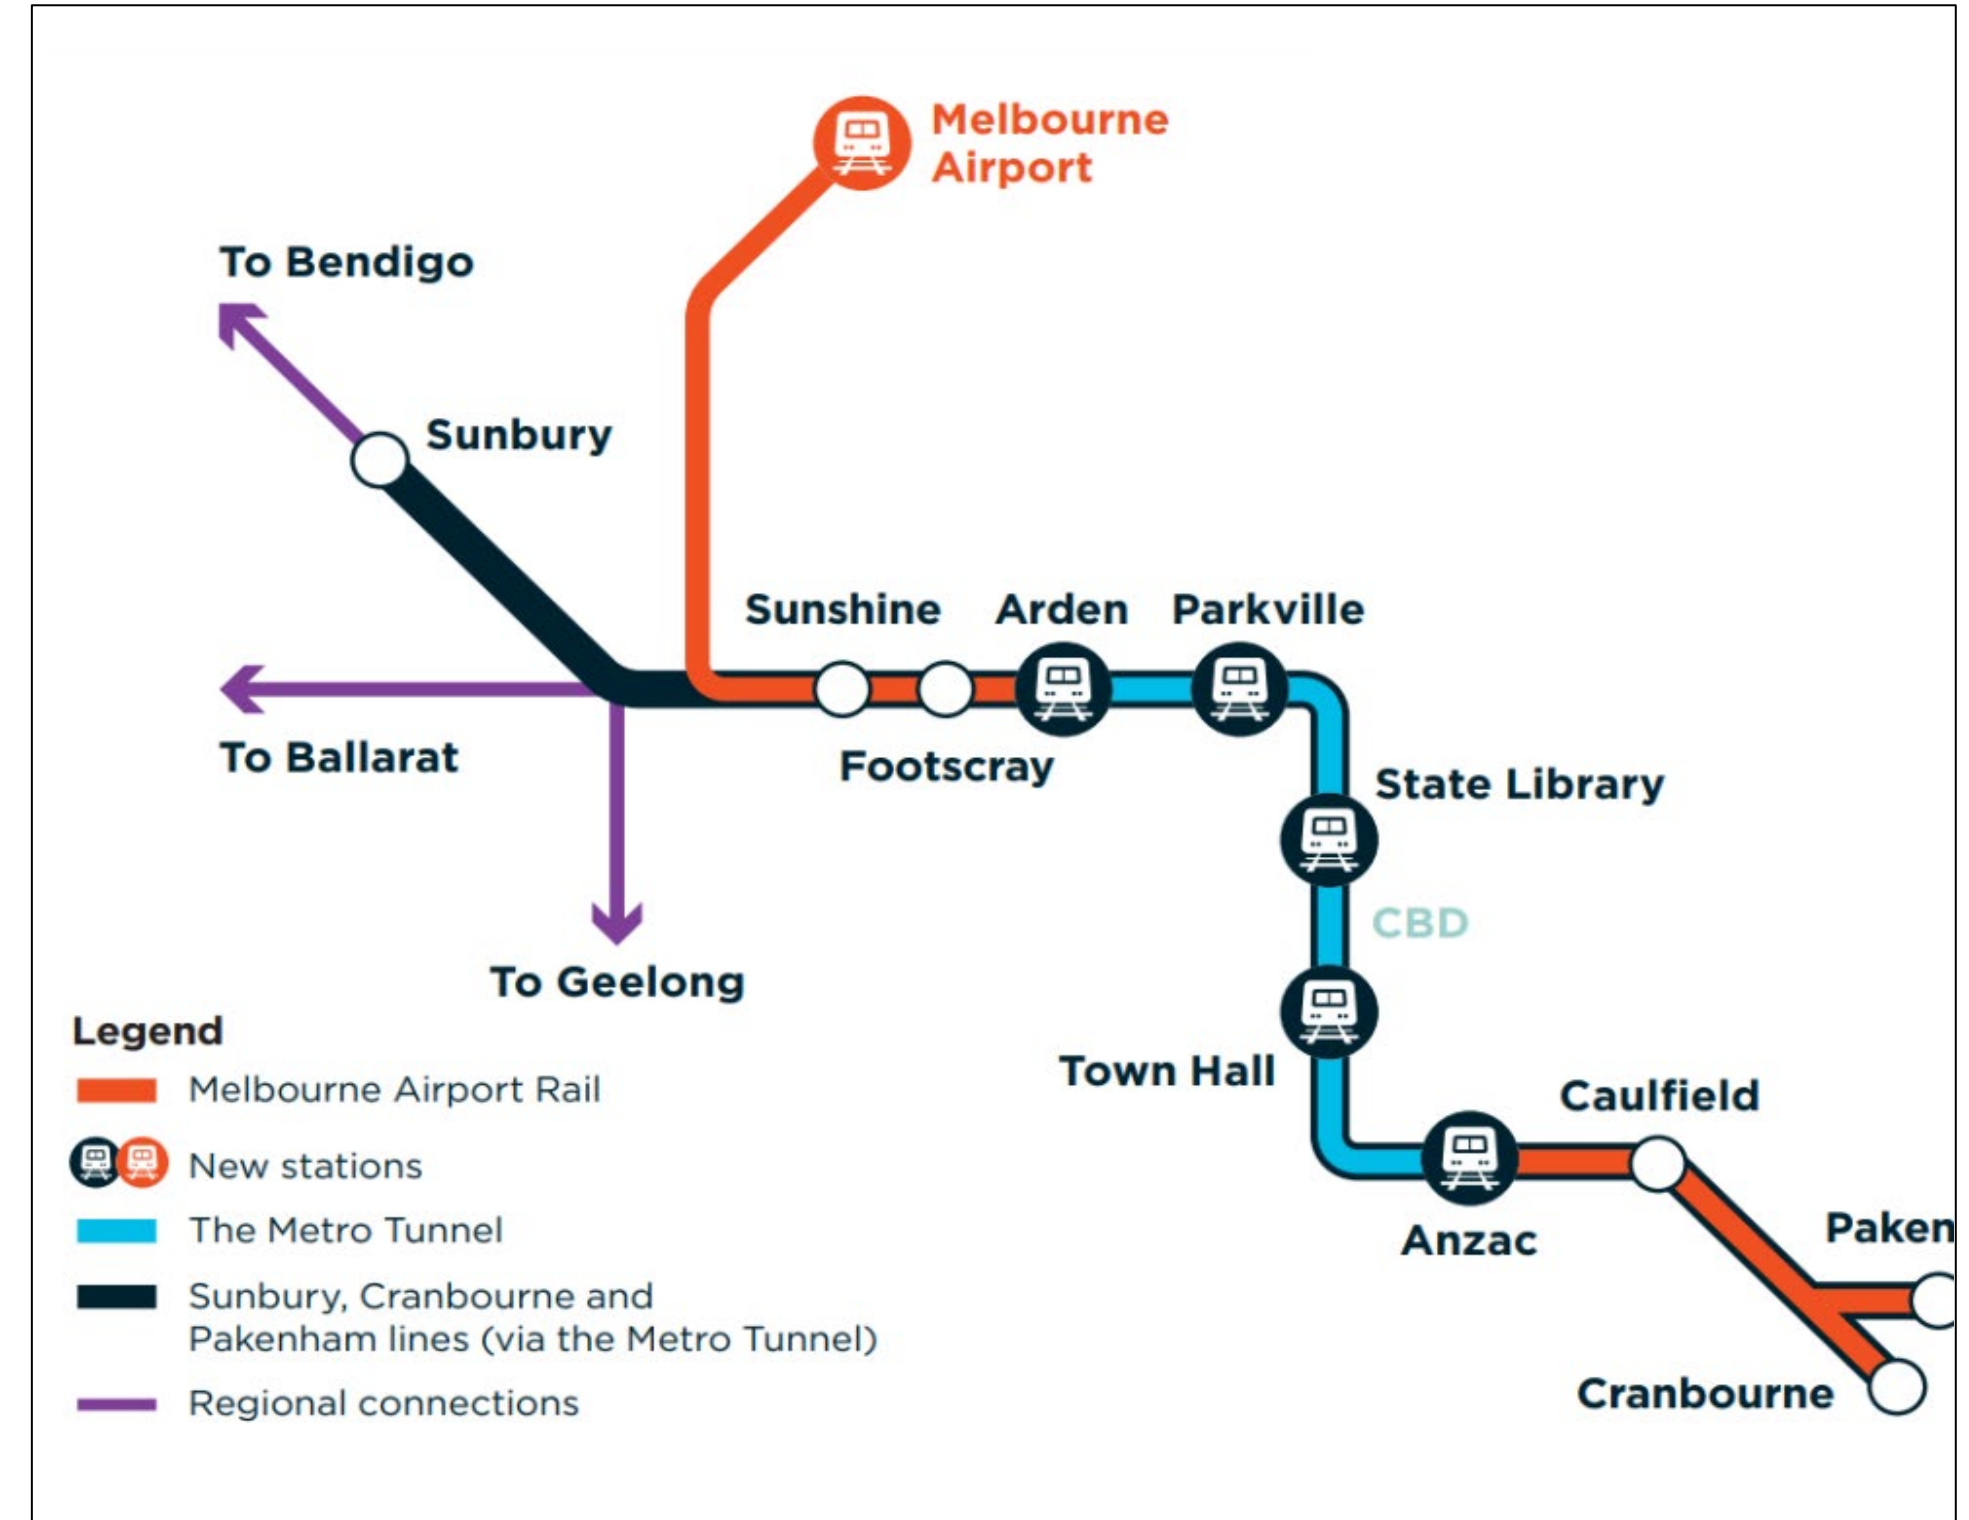 Melbourne
Airport
To Bendigo
Sunbury
Sunshine
Arden
Parkville
To Ballarat
Footscray
State Library
CBD
To Geelong
Town Hall
Caulfield
Anzac
Paken
Cranbourne
Legend
Melbourne Airport Rail
New stations
The Metro Tunnel
Sunbury, Cranbourne and
Pakenham lines (via the Metro Tunnel)
Regional connections